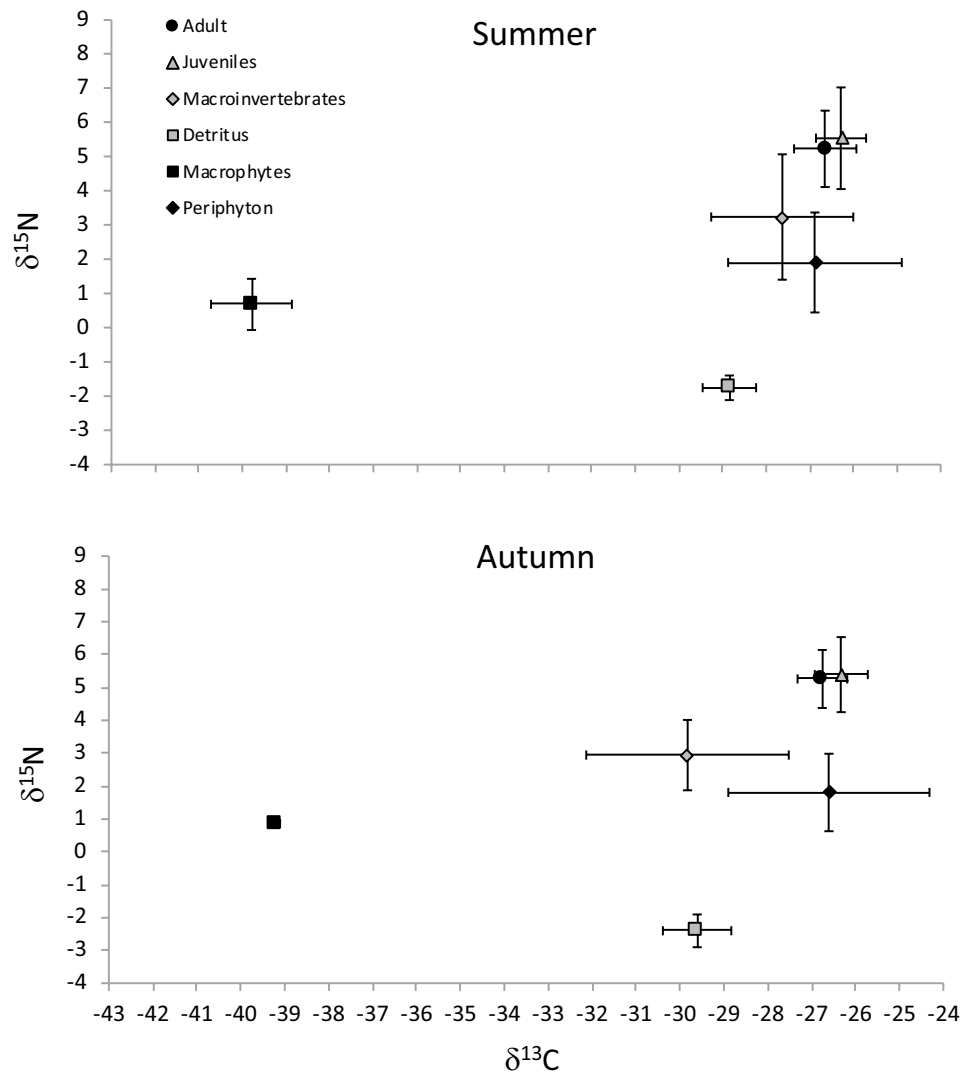 Summer
Adult
Juveniles
Macroinvertebrates
Detritus
Macrophytes
Periphyton
δ15N
9
8
7
6
5
4
3
2
1
0
-1
-2
-3
-4
Autumn
δ15N
9
8
7
6
5
4
3
2
1
0
-1
-2
-3
-4
-43 -42 -41 -40 -39 -38 -37 -36 -35 -34 -33 -32 -31 -30 -29 -28 -27 -26 -25 -24
δ13C